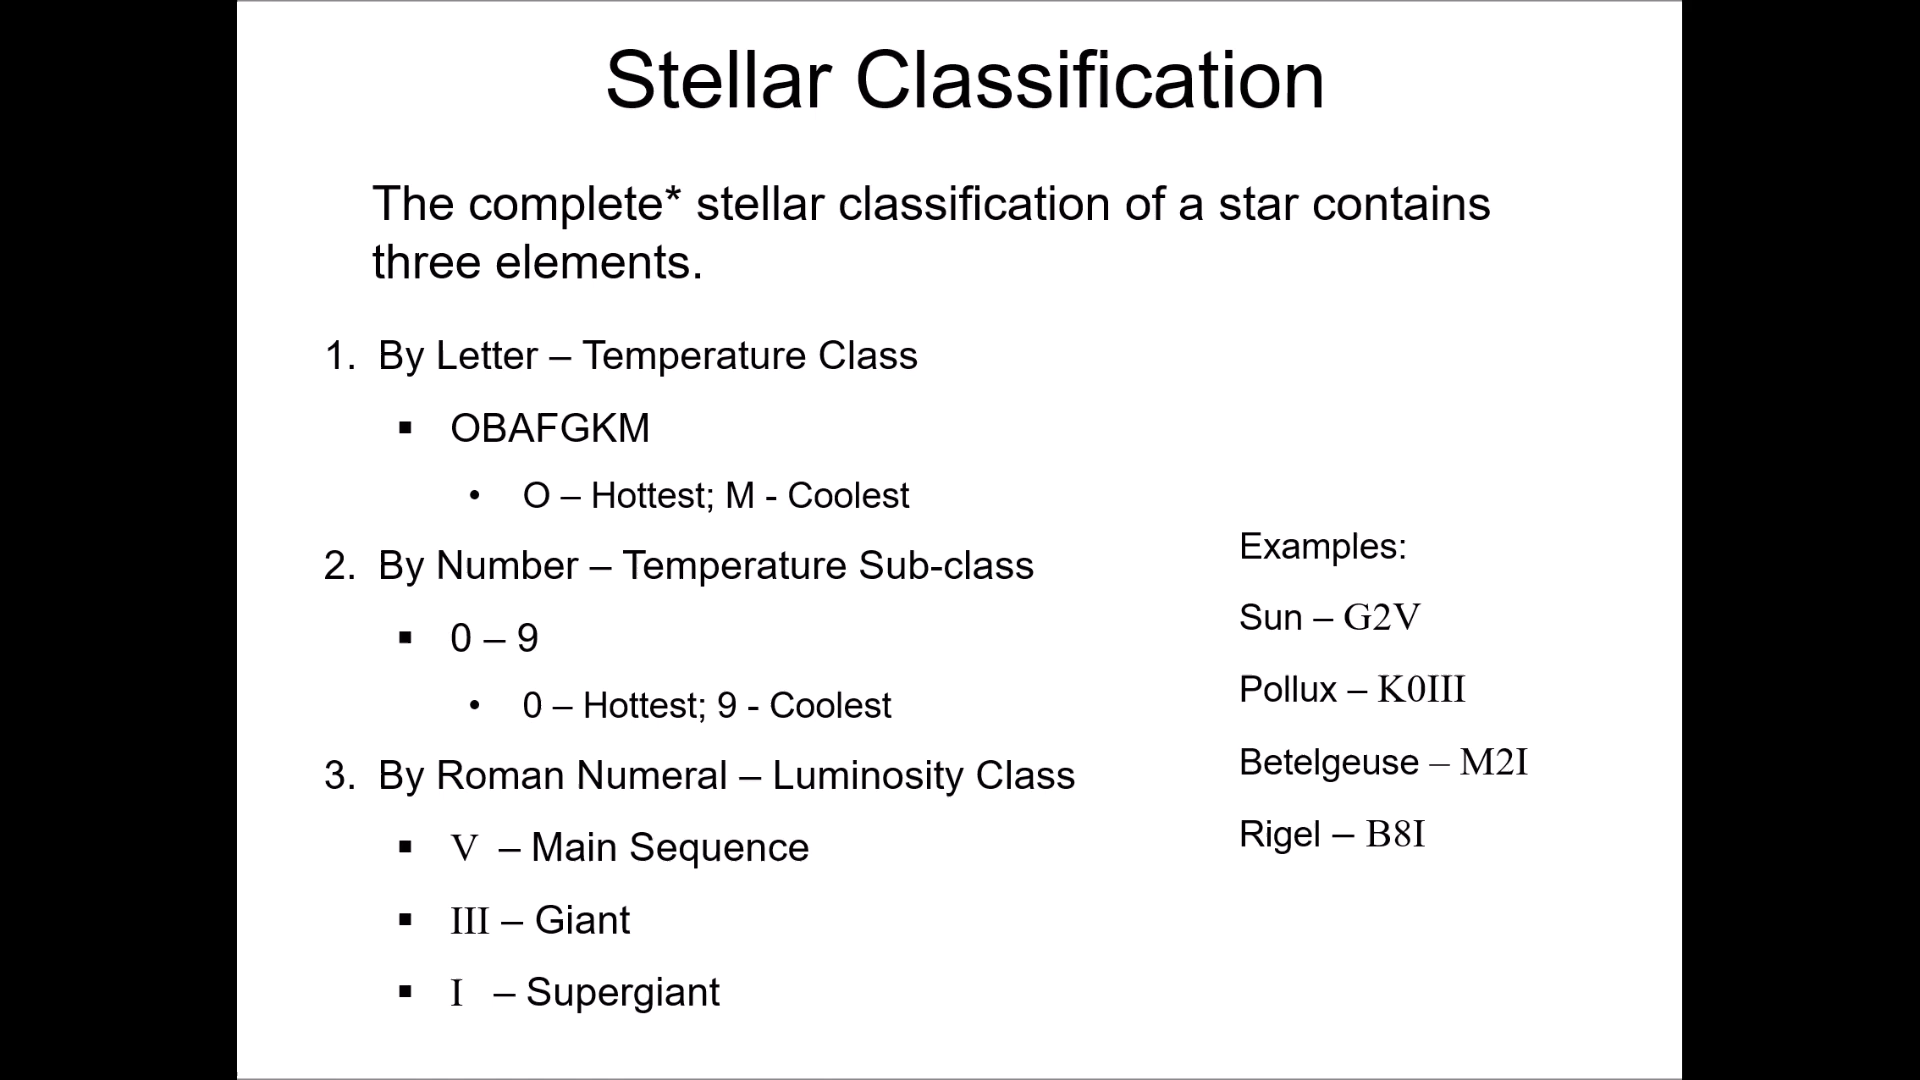 Stellar Classification
The complete* stellar classification of a star contains
three elements.
1. By Letter – Temperature Class
▪ OBAFGKM
• O – Hottest; M - Coolest
2. By Number – Temperature Sub-class
▪ 0 – 9
• 0 – Hottest; 9 - Coolest
3. By Roman Numeral – Luminosity Class
▪ V – Main Sequence
▪ III – Giant
▪ I – Supergiant
Examples:
Sun – G2V
Pollux – K0III
Betelgeuse – M2I
Rigel – B8I